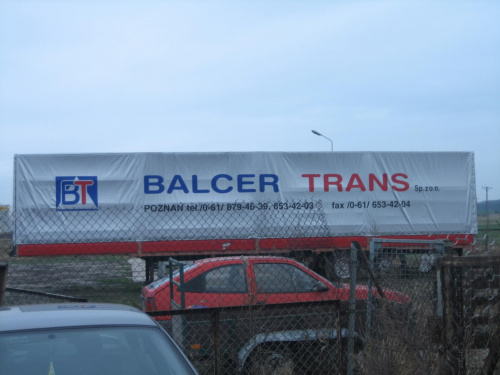 BT BALCER TRANS Sp. z o.o.
POZNAŃ tel./0-61/ 879-46-39, 653-42-03 fax /0-61/ 653-42-04